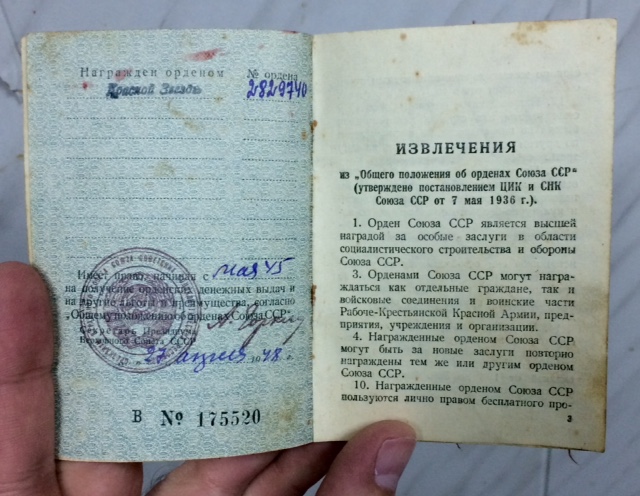 Награжден орденом № ордена
Красной Звезды 2829740
Имеет право, начиная с мая 45
на получение орденских денежных выдач и
на другие льготы и преимущества, согласно
„Общему положению об орденах Союза ССР“.
Секретарь Президиума
Верховного Совета СССР
27 апреля 1948 г.
В № 175520
ИЗВЛЕЧЕНИЯ
из „Общего положения об орденах Союза ССР“
(утверждено постановлением ЦИК и СНК
Союза ССР от 7 мая 1936 г.).
1. Орден Союза ССР является высшей
наградой за особые заслуги в области
социалистического строительства и обороны
Союза ССР.
3. Орденами Союза ССР могут награ-
ждаться как отдельные граждане, так и
войсковые соединения и воинские части
Рабоче-Крестьянской Красной Армии, пред-
приятия, учреждения и организации.
4. Награжденные орденом Союза ССР
могут быть за новые заслуги повторно
награждены тем же или другим орденом
Союза ССР.
10. Награжденные орденом Союза ССР
пользуются лично правом бесплатного про-
3